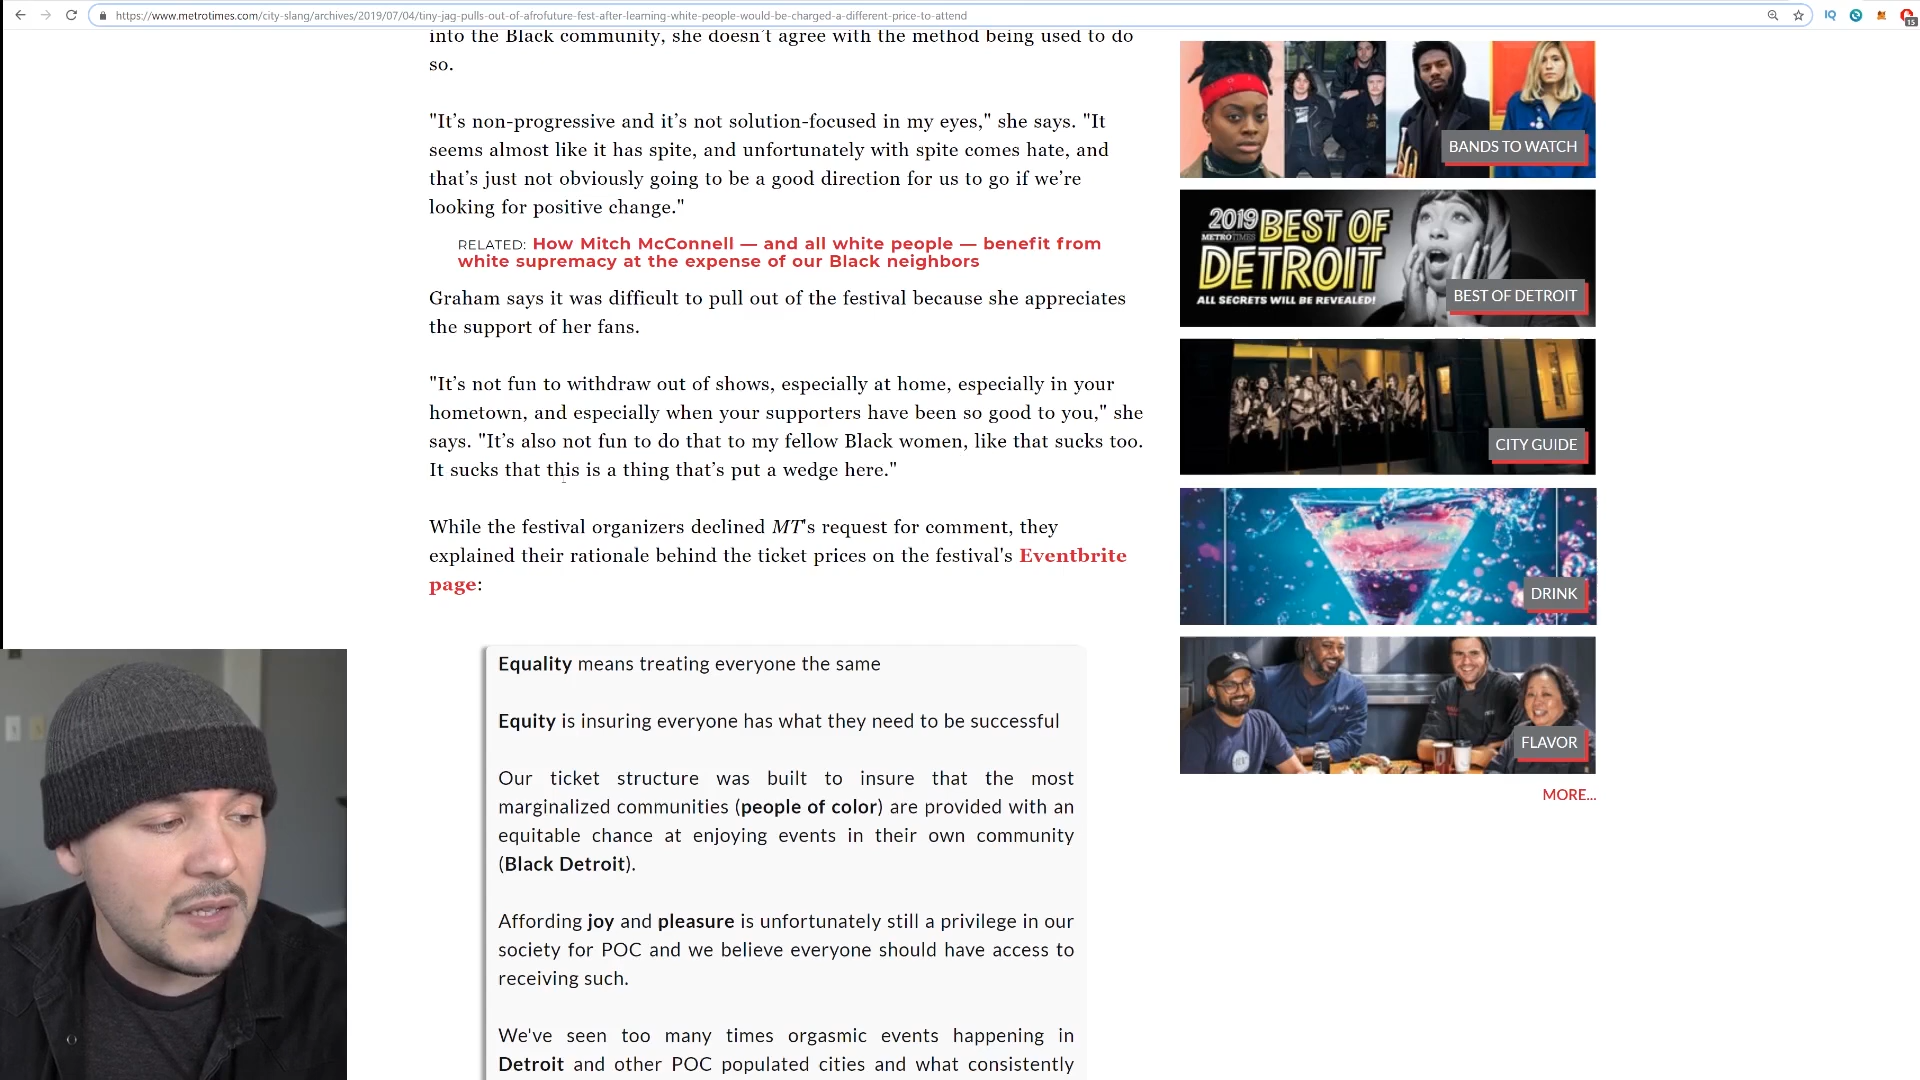 https://www.metrotimes.com/city-slang/archives/2019/07/04/tiny-jag-pulls-out-of-afrofuture-fest-after-learning-white-people-would-be-charged-a-different-price-to-attend
IQ
15
into the Black community, she doesn't agree with the method being used to do
so.
"It's non-progressive and it's not solution-focused in my eyes," she says. "It
seems almost like it has spite, and unfortunately with spite comes hate, and
that's just not obviously going to be a good direction for us to go if we're
looking for positive change."
RELATED: How Mitch McConnell — and all white people — benefit from
white supremacy at the expense of our Black neighbors
Graham says it was difficult to pull out of the festival because she appreciates
the support of her fans.
"It's not fun to withdraw out of shows, especially at home, especially in your
hometown, and especially when your supporters have been so good to you," she
says. "It's also not fun to do that to my fellow Black women, like that sucks too.
It sucks that this is a thing that's put a wedge here."
While the festival organizers declined MT's request for comment, they
explained their rationale behind the ticket prices on the festival's Eventbrite
page:
Equality means treating everyone the same
Equity is insuring everyone has what they need to be successful
Our ticket structure was built to insure that the most
marginalized communities (people of color) are provided with an
equitable chance at enjoying events in their own community
(Black Detroit).
Affording joy and pleasure is unfortunately still a privilege in our
society for POC and we believe everyone should have access to
receiving such.
We've seen too many times orgasmic events happening in
Detroit and other POC populated cities and what consistently
BANDS TO WATCH
2019
METROTIMES
BEST OF
DETROIT
ALL SECRETS WILL BE REVEALED!
BEST OF DETROIT
CITY GUIDE
DRINK
FLAVOR
MORE...